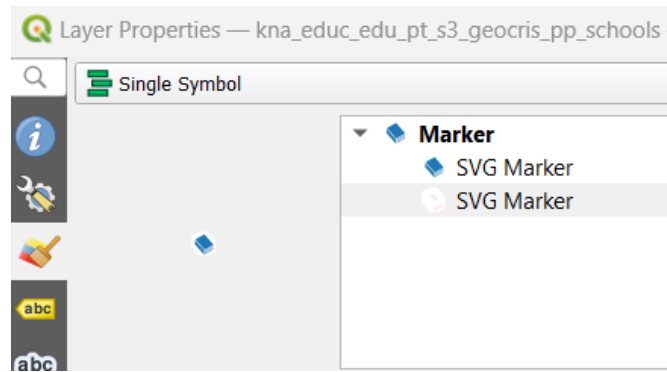 Layer Properties — kna_educ_edu_pt_s3_geocris_pp_schools
Single Symbol
Marker
SVG Marker
SVG Marker
abc
abc